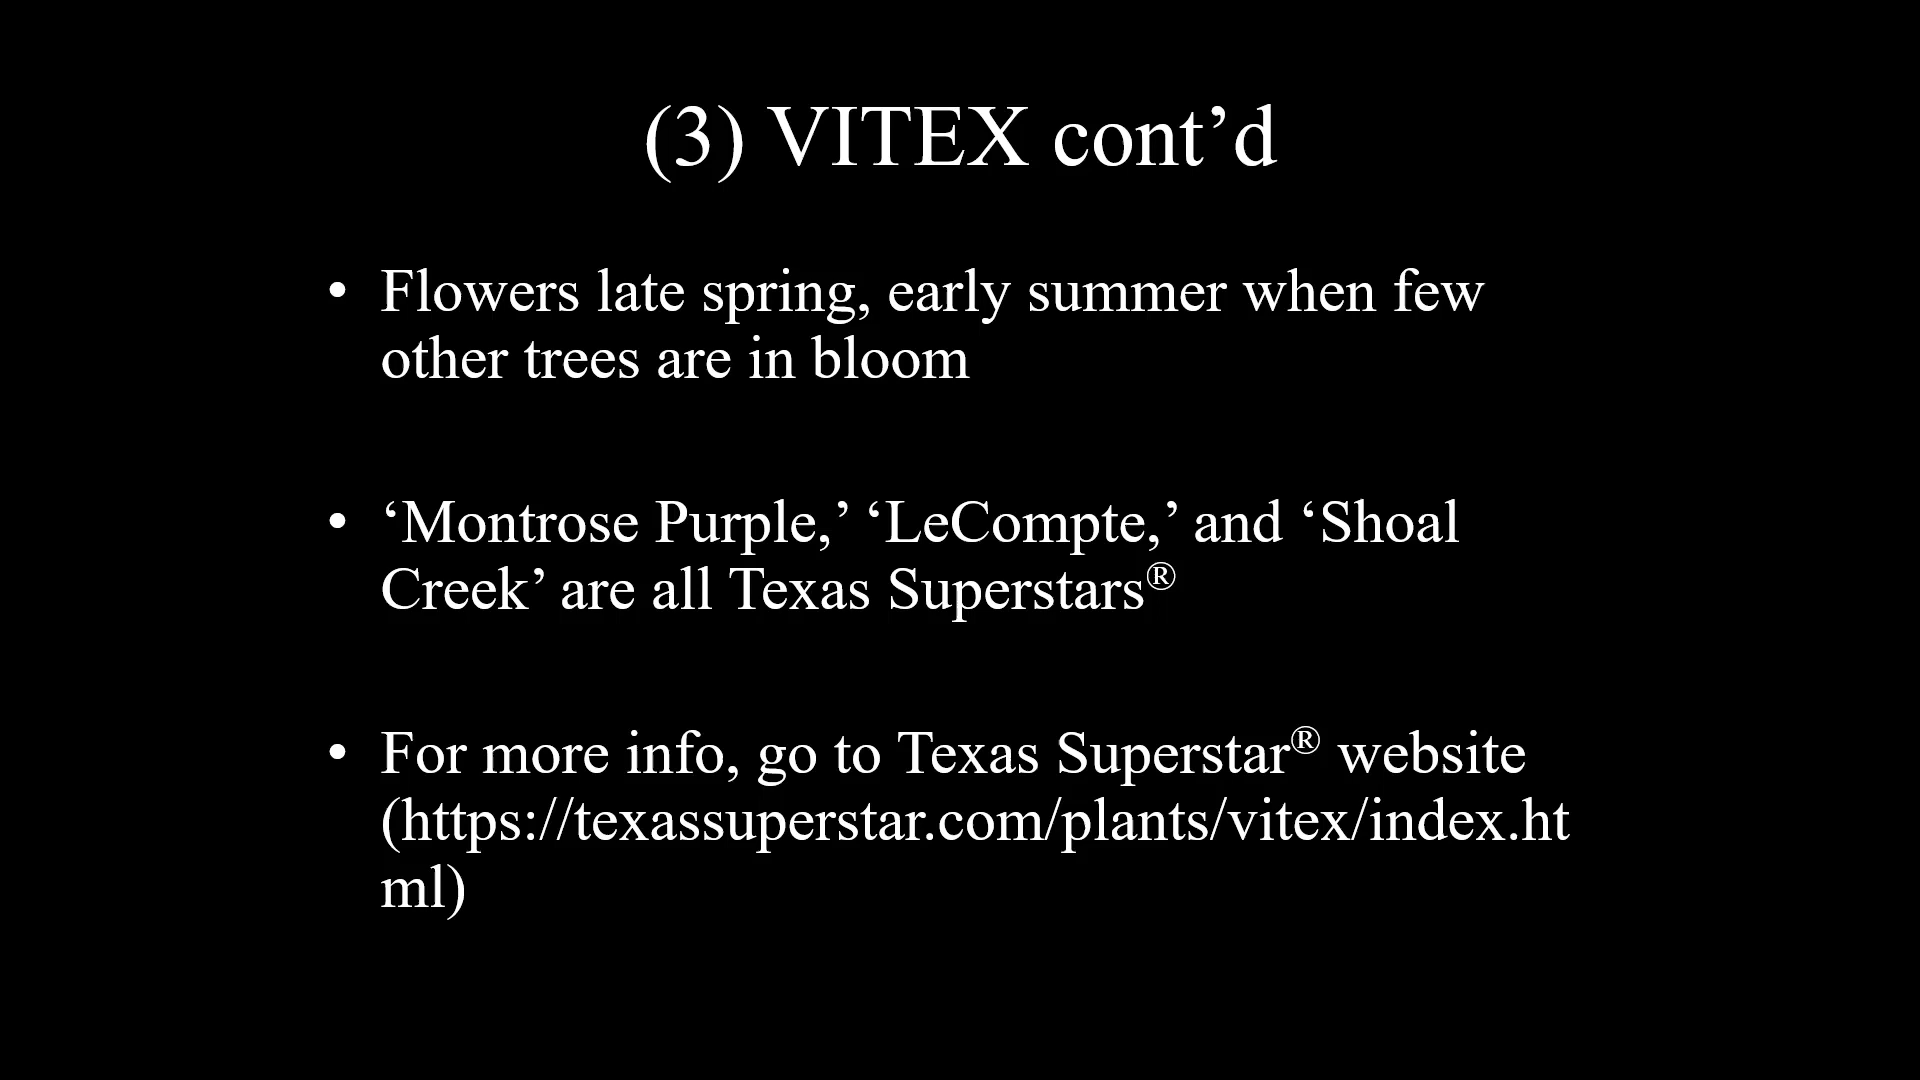 (3) VITEX cont’d
• Flowers late spring, early summer when few
other trees are in bloom
• ‘Montrose Purple,’ ‘LeCompte,’ and ‘Shoal
Creek’ are all Texas Superstars®
• For more info, go to Texas Superstar® website
(https://texassuperstar.com/plants/vitex/index.ht
ml)